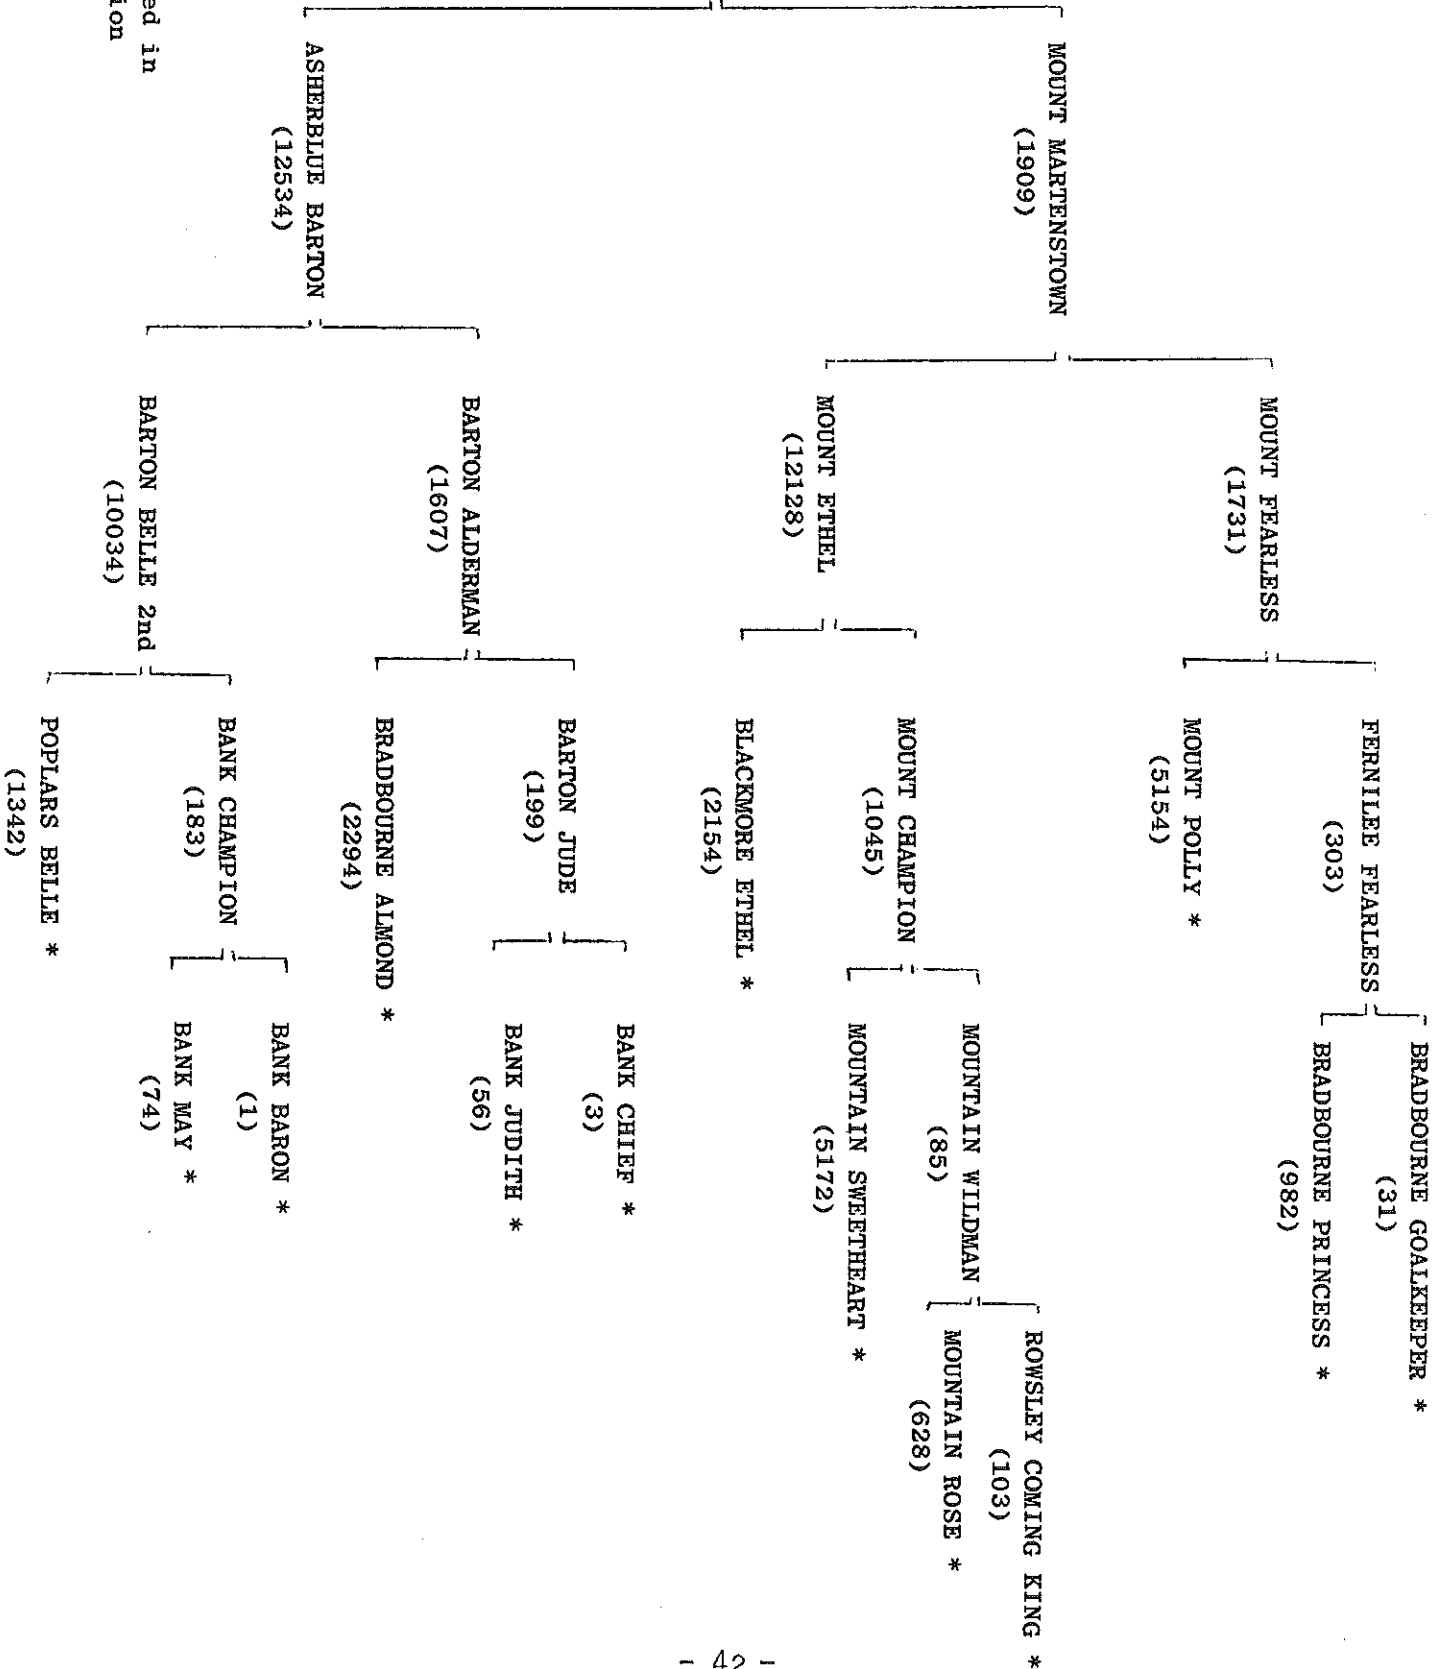 BRADBOURNE GOALKEEPER *
(31)
FERNILEE FEARLESS
(303)
BRADBOURNE PRINCESS *
(982)
MOUNT FEARLESS
(1731)
MOUNT POLLY *
(5154)
MOUNT MARTENSTOWN
(1909)
ROWSLEY COMING KING *
(103)
MOUNTAIN WILDMAN
(85)
MOUNTAIN ROSE *
(628)
MOUNT CHAMPION
(1045)
MOUNTAIN SWEETHEART *
(5172)
MOUNT ETHEL
(12128)
BLACKMORE ETHEL *
(2154)
BANK CHIEF *
(3)
BARTON JUDE
(199)
BANK JUDITH *
(56)
BARTON ALDERMAN
(1607)
BRADBOURNE ALMOND *
(2294)
ASHERBLUE BARTON
(12534)
BANK BARON *
(1)
BANK CHAMPION
(183)
BANK MAY *
(74)
BARTON BELLE 2nd
(10034)
POPLARS BELLE *
(1342)
ed in
ion
- 42 -